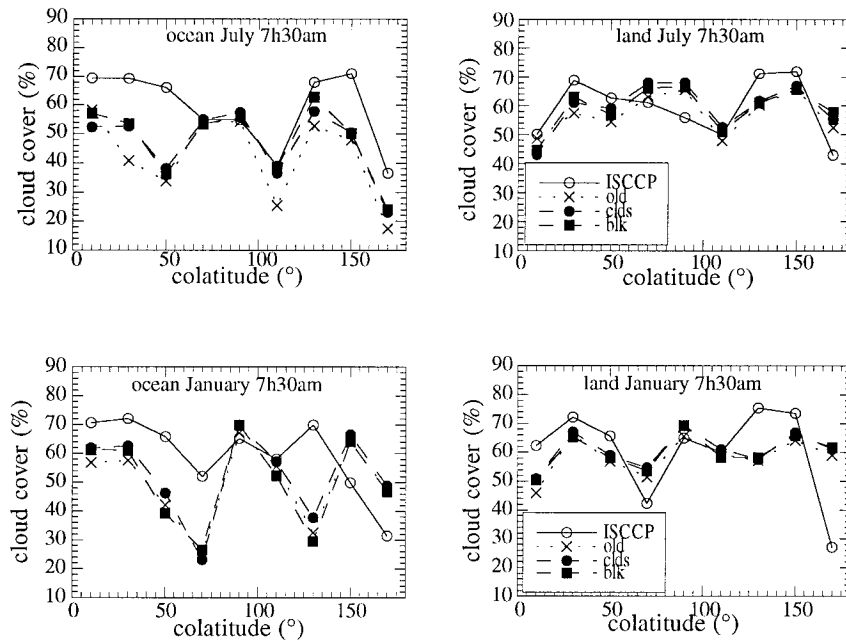 ocean July 7h30am
cloud cover (%)
90
80
70
60
50
40
30
20
10
0
50
100
150
colatitude (°)
land July 7h30am
cloud cover (%)
90
80
70
60
50
40
30
20
10
ISCCP
old
clds
blk
0
50
100
150
colatitude (°)
ocean January 7h30am
cloud cover (%)
90
80
70
60
50
40
30
20
10
0
50
100
150
colatitude (°)
land January 7h30am
cloud cover (%)
90
80
70
60
50
40
30
20
10
ISCCP
old
clds
blk
0
50
100
150
colatitude (°)